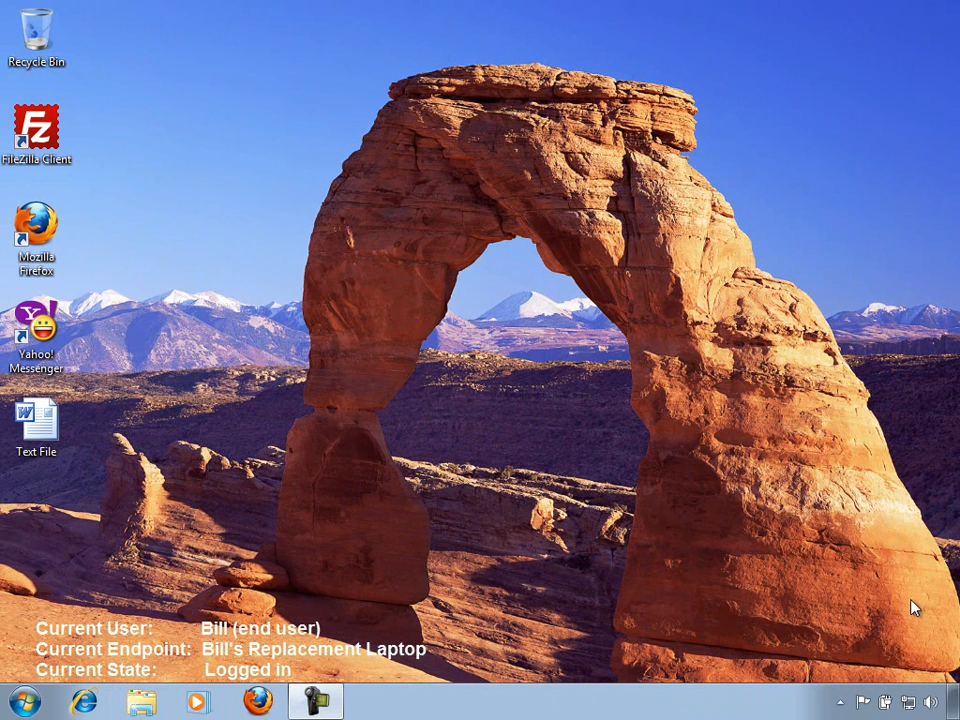 Recycle Bin
FileZilla Client
Mozilla
Firefox
Yahoo!
Messenger
Text File
Current User: Bill (end user)
Current Endpoint: Bill's Replacement Laptop
Current State: Logged in